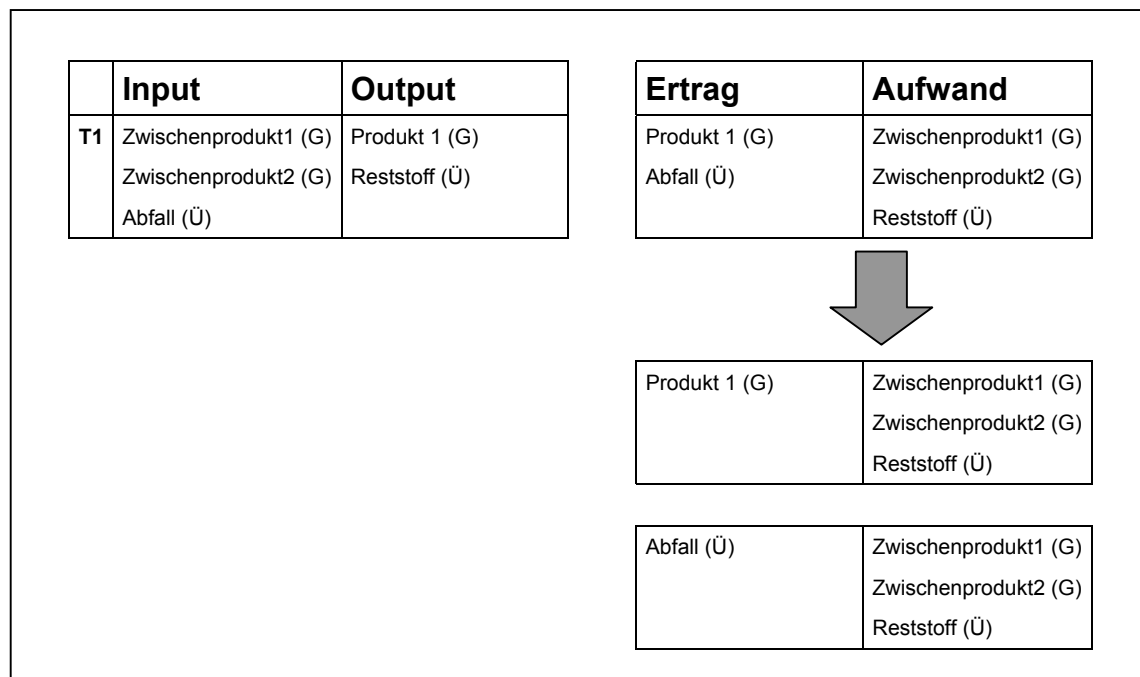 Input Output
T1 Zwischenprodukt1 (G) Produkt 1 (G)
Zwischenprodukt2 (G) Reststoff (Ü)
Abfall (Ü)
Ertrag Aufwand
Produkt 1 (G) Zwischenprodukt1 (G)
Abfall (Ü) Zwischenprodukt2 (G)
Reststoff (Ü)
Produkt 1 (G) Zwischenprodukt1 (G)
Zwischenprodukt2 (G)
Reststoff (Ü)
Abfall (Ü) Zwischenprodukt1 (G)
Zwischenprodukt2 (G)
Reststoff (Ü)